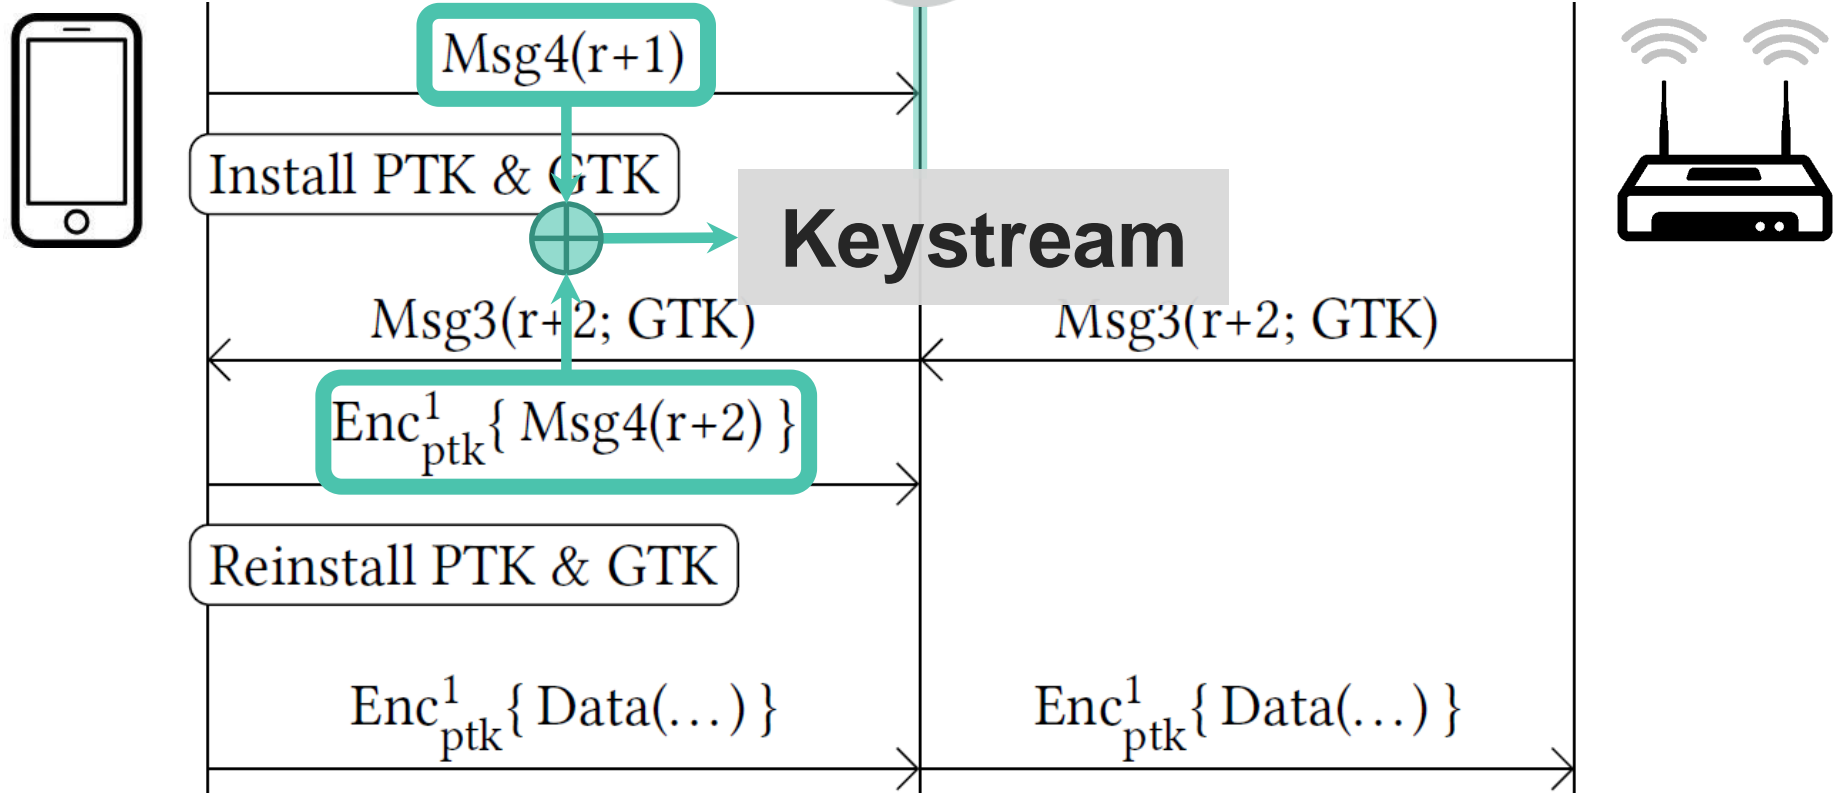 Msg4(r+1)
Install PTK & GTK
Keystream
Msg3(r+2; GTK)
Msg3(r+2; GTK)
Enc¹ptk{ Msg4(r+2) }
Reinstall PTK & GTK
Enc¹ptk{ Data(…) }
Enc¹ptk{ Data(…) }